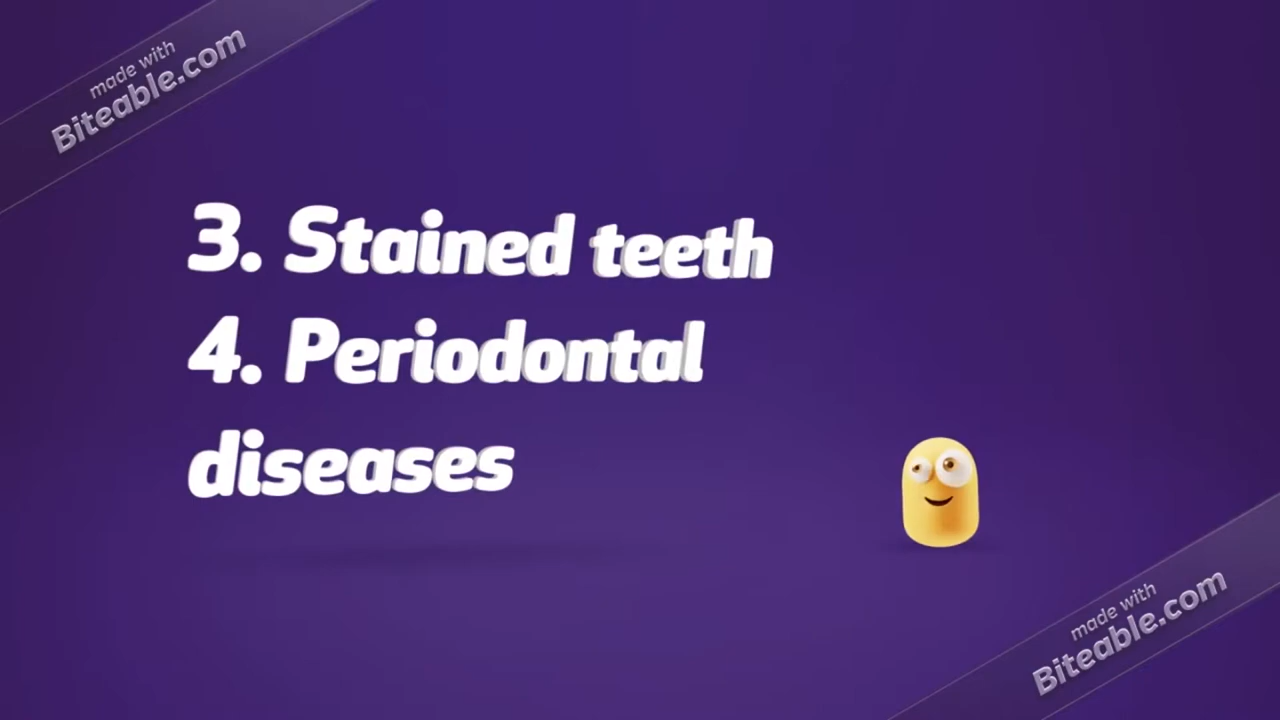 made with
Biteable.com
3. Stained teeth
4. Periodontal
diseases
made with
Biteable.com